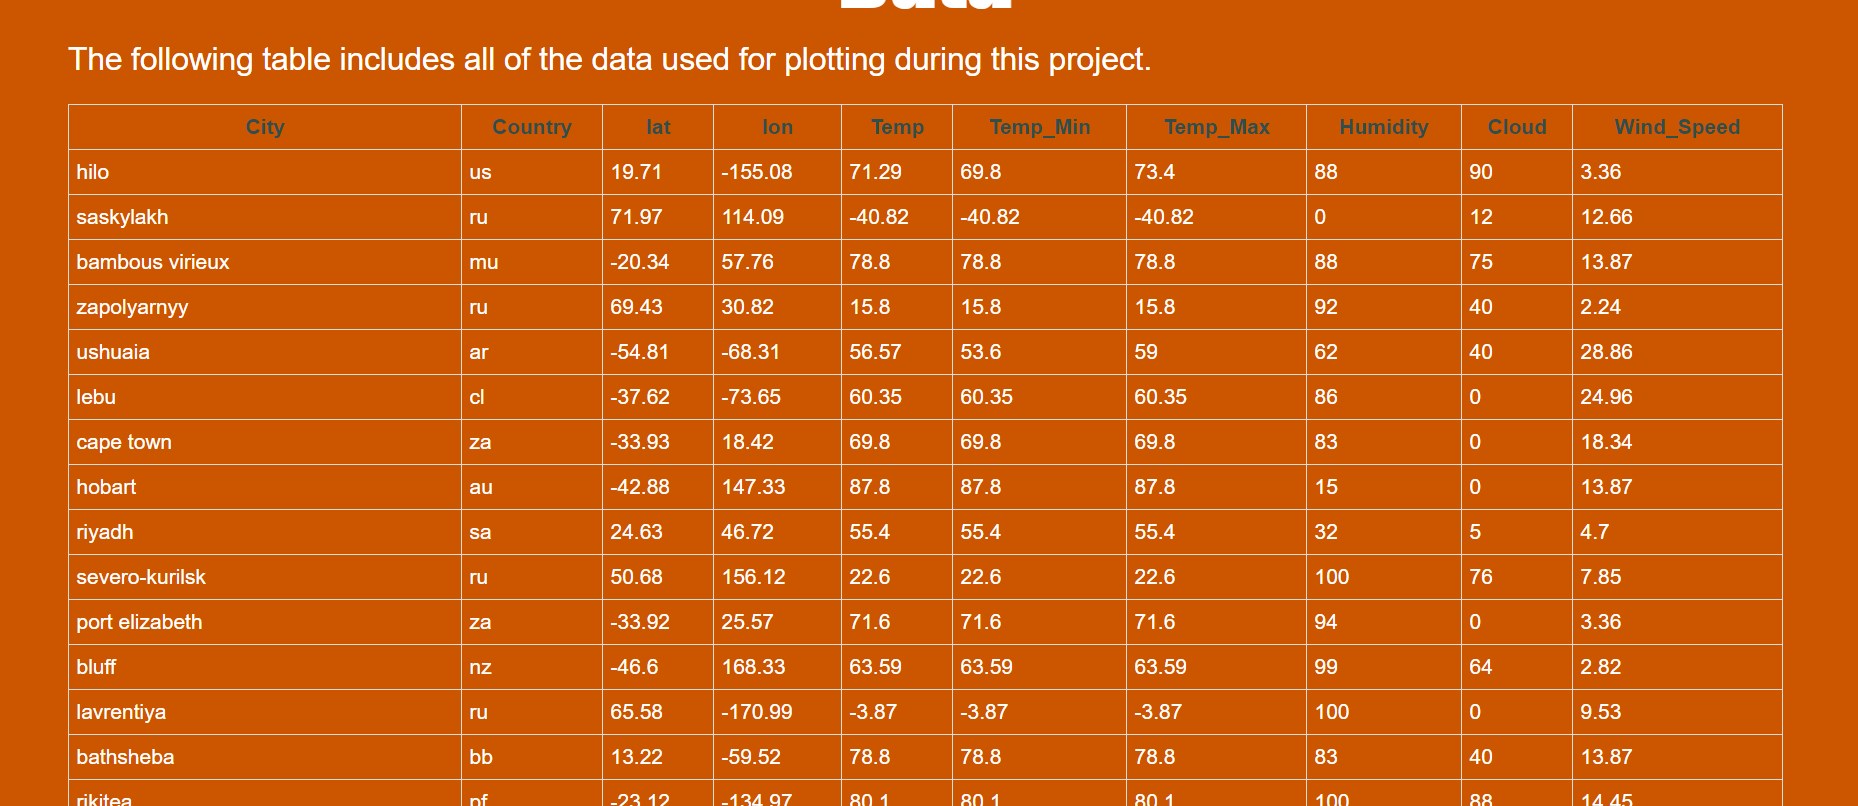 Data
The following table includes all of the data used for plotting during this project.
City Country lat lon Temp Temp_Min Temp_Max Humidity Cloud Wind_Speed
hilo us 19.71 -155.08 71.29 69.8 73.4 88 90 3.36
saskylakh ru 71.97 114.09 -40.82 -40.82 -40.82 0 12 12.66
bambous virieux mu -20.34 57.76 78.8 78.8 78.8 88 75 13.87
zapolyarnyy ru 69.43 30.82 15.8 15.8 15.8 92 40 2.24
ushuaia ar -54.81 -68.31 56.57 53.6 59 62 40 28.86
lebu cl -37.62 -73.65 60.35 60.35 60.35 86 0 24.96
cape town za -33.93 18.42 69.8 69.8 69.8 83 0 18.34
hobart au -42.88 147.33 87.8 87.8 87.8 15 0 13.87
riyadh sa 24.63 46.72 55.4 55.4 55.4 32 5 4.7
severo-kurilsk ru 50.68 156.12 22.6 22.6 22.6 100 76 7.85
port elizabeth za -33.92 25.57 71.6 71.6 71.6 94 0 3.36
bluff nz -46.6 168.33 63.59 63.59 63.59 99 64 2.82
lavrentiya ru 65.58 -170.99 -3.87 -3.87 -3.87 100 0 9.53
bathsheba bb 13.22 -59.52 78.8 78.8 78.8 83 40 13.87
rikitea pf -23.12 -134.97 80.1 80.1 80.1 100 88 14.45